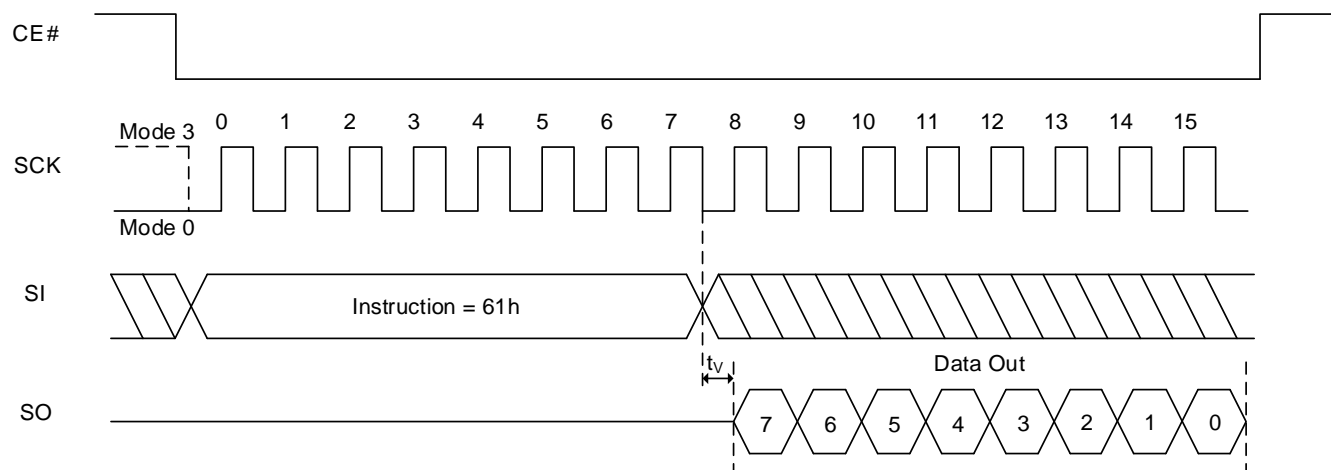 CE#
0 1 2 3 4 5 6 7 8 9 10 11 12 13 14 15
Mode 3
SCK
Mode 0
SI
Instruction = 61h
tV
Data Out
SO
7 6 5 4 3 2 1 0